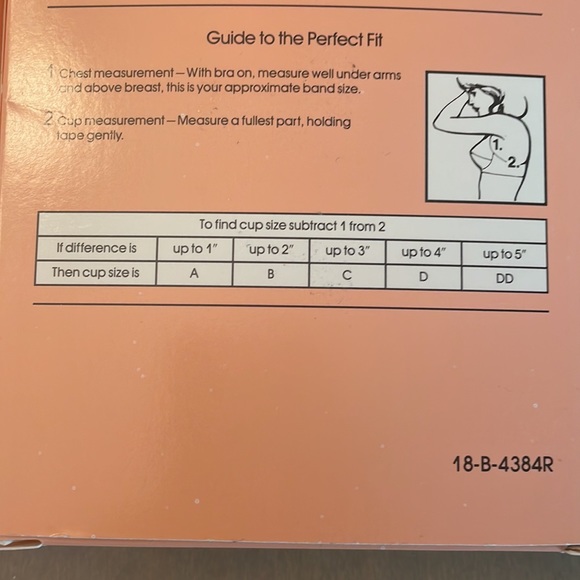 Guide to the Perfect Fit
1 Chest measurement—With bra on, measure well under arms
and above breast, this is your approximate band size.
2 Cup measurement—Measure a fullest part, holding
tape gently.
1.
2.
To find cup size subtract 1 from 2
If difference is up to 1" up to 2" up to 3" up to 4" up to 5"
Then cup size is A B C D DD
18-B-4384R